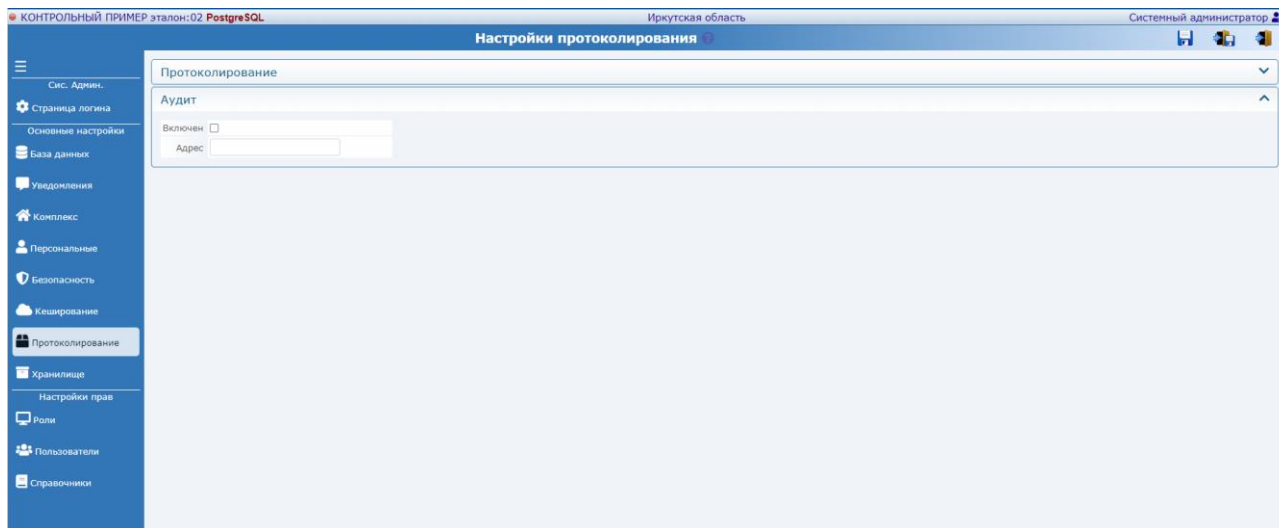 КОНТРОЛЬНЫЙ ПРИМЕР эталон:02 PostgreSQL Иркутская область Системный администратор
Настройки протоколирования
Сис. Админ.
Страница логина
Основные настройки
База данных
Уведомления
Комплекс
Персональные
Безопасность
Кеширование
Протоколирование
Хранилище
Настройки прав
Роли
Пользователи
Справочники
Протоколирование
Аудит
Включен
Адрес